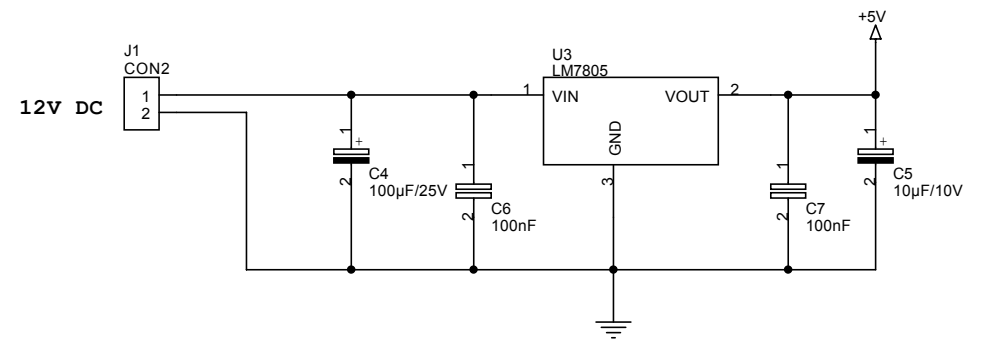 +5V
J1
CON2
12V DC
1
2
U3
LM7805
1
VIN
VOUT
2
GND
3
1
+
2
C4
100µF/25V
1
2
C6
100nF
1
2
C7
100nF
1
+
2
C5
10µF/10V